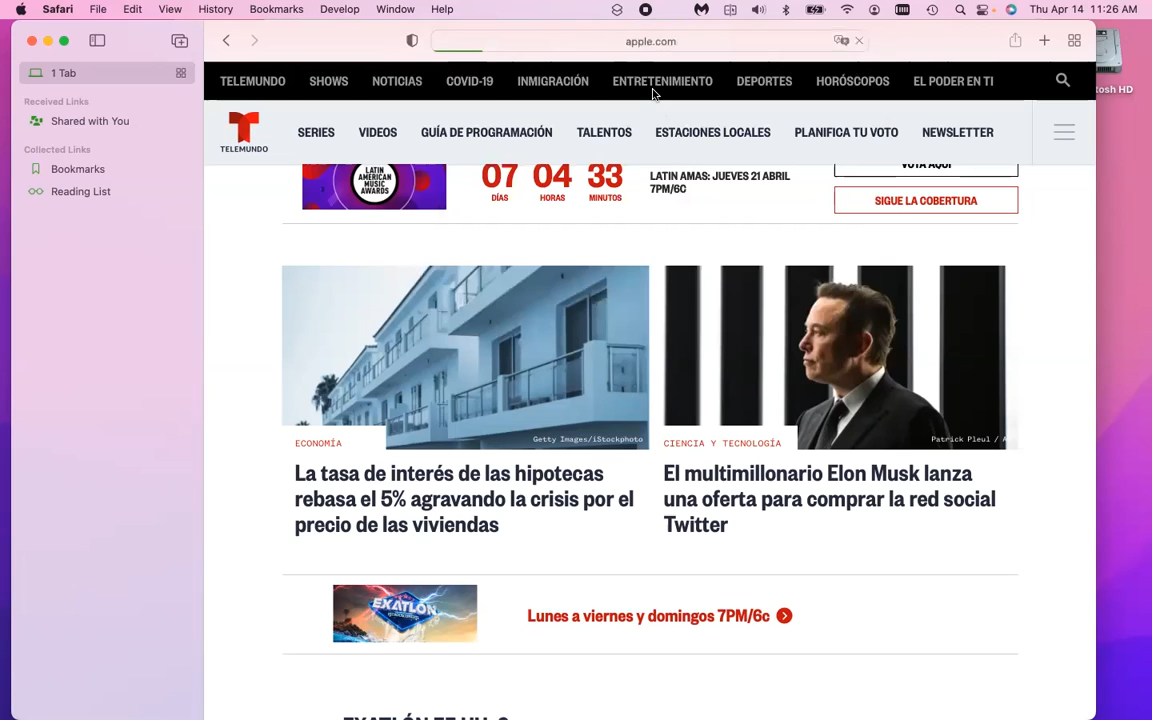 Safari File Edit View History Bookmarks Develop Window Help Thu Apr 14 11:26 AM
apple.com
1 Tab
Received Links
Shared with You
Collected Links
Bookmarks
Reading List
TELEMUNDO SHOWS NOTICIAS COVID-19 INMIGRACIÓN ENTRETENIMIENTO DEPORTES HORÓSCOPOS EL PODER EN TI
TELEMUNDO
SERIES VIDEOS GUÍA DE PROGRAMACIÓN TALENTOS ESTACIONES LOCALES PLANIFICA TU VOTO NEWSLETTER
LATIN
AMERICAN
MUSIC
AWARDS
07 04 33
DÍAS HORAS MINUTOS
LATIN AMAS: JUEVES 21 ABRIL
7PM/6C
VOTA AQUÍ
SIGUE LA COBERTURA
tosh HD
Getty Images/iStockphoto
Patrick Pleul / A
ECONOMÍA
La tasa de interés de las hipotecas
rebasa el 5% agravando la crisis por el
precio de las viviendas
CIENCIA Y TECNOLOGÍA
El multimillonario Elon Musk lanza
una oferta para comprar la red social
Twitter
EXATLÓN
Lunes a viernes y domingos 7PM/6c